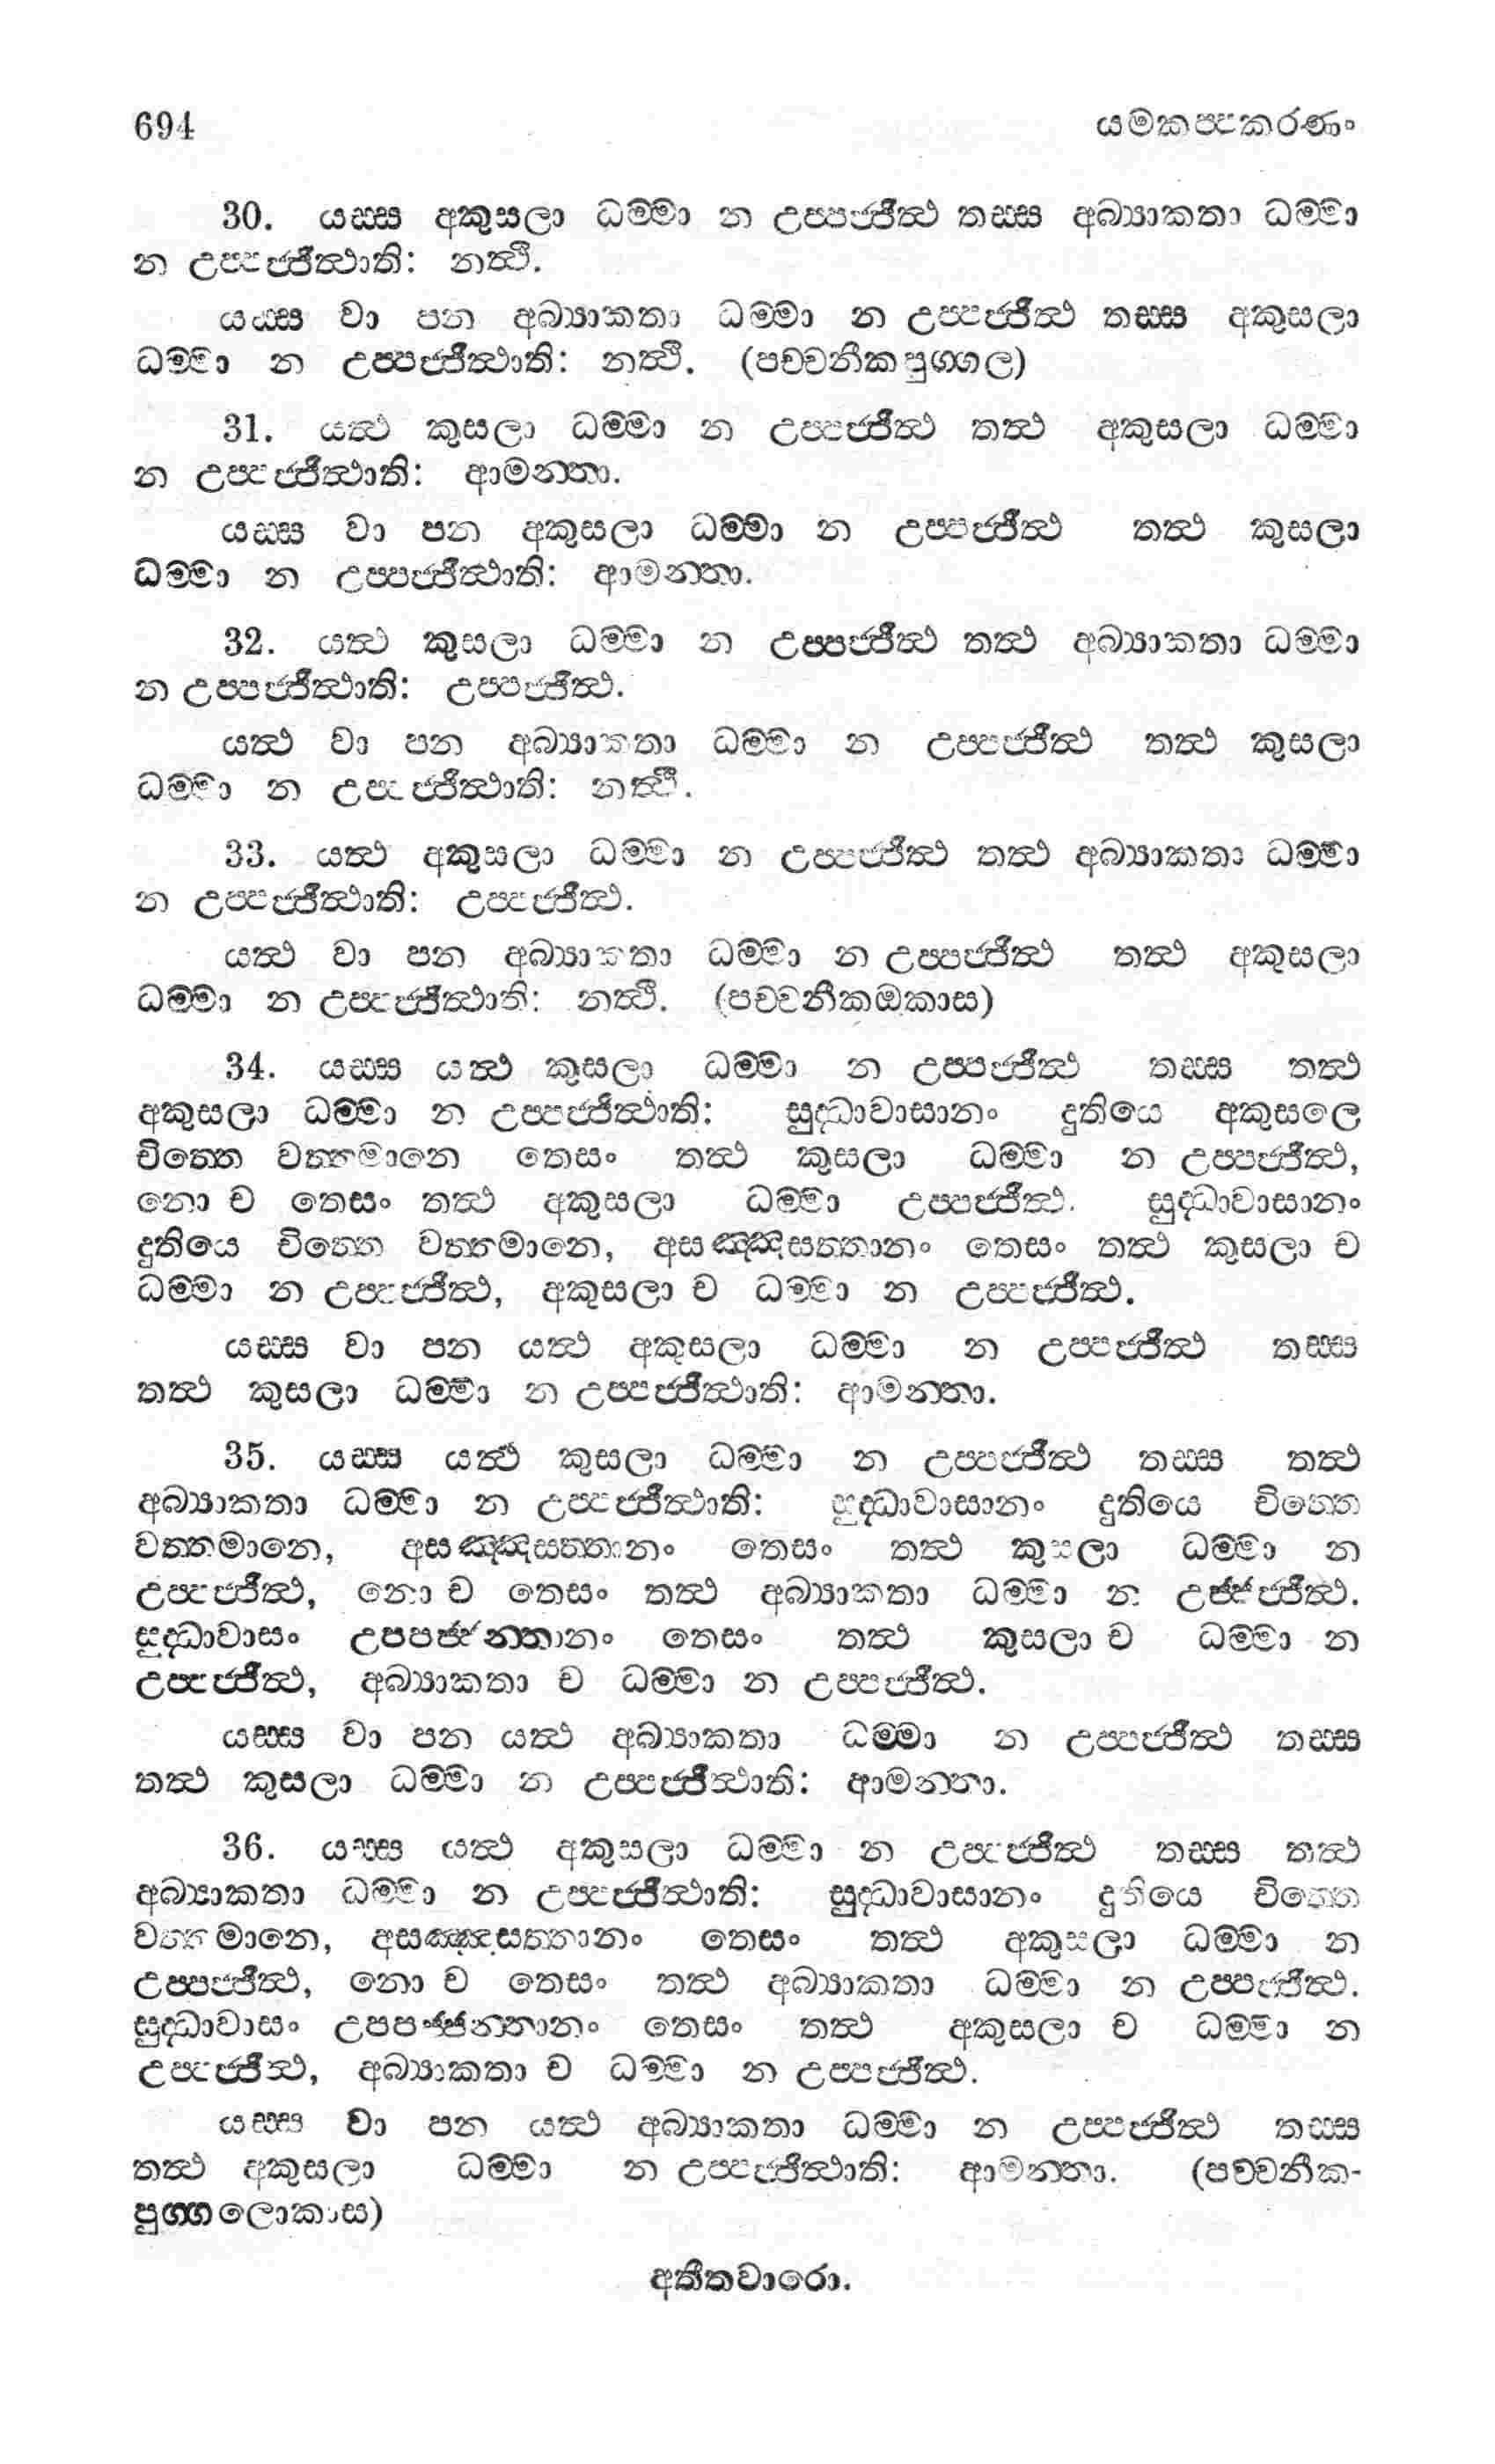 694 යමකප්පකරණං
30. යස්ස අකුසලා ධම්මා න උප්පජ්ජිත්ථ තස්ස අබ්‍යාකතා ධම්මා
න උප්පජ්ජිත්ථාති: නත්ථි.
යස්ස වා පන අබ්‍යාකතා ධම්මා න උප්පජ්ජිත්ථ තස්ස අකුසලා
ධම්මා න උප්පජ්ජිත්ථාති: නත්ථි. (පච්චනීකපුග්ගල)
31. යත්ථ කුසලා ධම්මා න උප්පජ්ජිත්ථ තත්ථ අකුසලා ධම්මා
න උප්පජ්ජිත්ථාති: ආමන්තා.
යස්ස වා පන අකුසලා ධම්මා න උප්පජ්ජිත්ථ තත්ථ කුසලා
ධම්මා න උප්පජ්ජිත්ථාති: ආමන්තා.
32. යත්ථ කුසලා ධම්මා න උප්පජ්ජිත්ථ තත්ථ අබ්‍යාකතා ධම්මා
න උප්පජ්ජිත්ථාති: උප්පජ්ජිත්ථ.
යත්ථ වා පන අබ්‍යාකතා ධම්මා න උප්පජ්ජිත්ථ තත්ථ කුසලා
ධම්මා න උප්පජ්ජිත්ථාති: නත්ථි.
33. යත්ථ අකුසලා ධම්මා න උප්පජ්ජිත්ථ තත්ථ අබ්‍යාකතා ධම්මා
න උප්පජ්ජිත්ථාති: උප්පජ්ජිත්ථ.
යත්ථ වා පන අබ්‍යාකතා ධම්මා න උප්පජ්ජිත්ථ තත්ථ අකුසලා
ධම්මා න උප්පජ්ජිත්ථාති: නත්ථි. (පච්චනීකඔකාස)
34. යස්ස යත්ථ කුසලා ධම්මා න උප්පජ්ජිත්ථ තස්ස තත්ථ
අකුසලා ධම්මා න උප්පජ්ජිත්ථාති: සුද්ධාවාසානං දුතියෙ අකුසලෙ
චිත්තෙ වත්තමානෙ තෙසං තත්ථ කුසලා ධම්මා න උප්පජ්ජිත්ථ,
නො ච තෙසං තත්ථ අකුසලා ධම්මා උප්පජ්ජිත්ථ. සුද්ධාවාසානං
දුතියෙ චිත්තෙ වත්තමානෙ, අසඤ්ඤසත්තානං තෙසං තත්ථ කුසලා ච
ධම්මා න උප්පජ්ජිත්ථ, අකුසලා ච ධම්මා න උප්පජ්ජිත්ථ.
යස්ස වා පන යත්ථ අකුසලා ධම්මා න උප්පජ්ජිත්ථ තස්ස
තත්ථ කුසලා ධම්මා න උප්පජ්ජිත්ථාති: ආමන්තා.
35. යස්ස යත්ථ කුසලා ධම්මා න උප්පජ්ජිත්ථ තස්ස තත්ථ
අබ්‍යාකතා ධම්මා න උප්පජ්ජිත්ථාති: සුද්ධාවාසානං දුතියෙ චිත්තෙ
වත්තමානෙ, අසඤ්ඤසත්තානං තෙසං තත්ථ කුසලා ධම්මා න
උප්පජ්ජිත්ථ, නො ච තෙසං තත්ථ අබ්‍යාකතා ධම්මා න උජ්ජජ්ජිත්ථ.
සුද්ධාවාසං උපපජ්ජන්තානං තෙසං තත්ථ කුසලා ච ධම්මා න
උප්පජ්ජිත්ථ, අබ්‍යාකතා ච ධම්මා න උප්පජ්ජිත්ථ.
යස්ස වා පන යත්ථ අබ්‍යාකතා ධම්මා න උප්පජ්ජිත්ථ තස්ස
තත්ථ කුසලා ධම්මා න උප්පජ්ජිත්ථාති: ආමන්තා.
36. යස්ස යත්ථ අකුසලා ධම්මා න උප්පජ්ජිත්ථ තස්ස තත්ථ
අබ්‍යාකතා ධම්මා න උප්පජ්ජිත්ථාති: සුද්ධාවාසානං දුතියෙ චිත්තෙ
වත්තමානෙ, අසඤ්ඤසත්තානං තෙසං තත්ථ අකුසලා ධම්මා න
උප්පජ්ජිත්ථ, නො ච තෙසං තත්ථ අබ්‍යාකතා ධම්මා න උප්පජ්ජිත්ථ.
සුද්ධාවාසං උපපජ්ජන්තානං තෙසං තත්ථ අකුසලා ච ධම්මා න
උප්පජ්ජිත්ථ, අබ්‍යාකතා ච ධම්මා න උප්පජ්ජිත්ථ.
යස්ස වා පන යත්ථ අබ්‍යාකතා ධම්මා න උප්පජ්ජිත්ථ තස්ස
තත්ථ අකුසලා ධම්මා න උප්පජ්ජිත්ථාති: ආමන්තා. (පච්චනීක-
පුග්ගලොකාස)
අතීතවාරො.